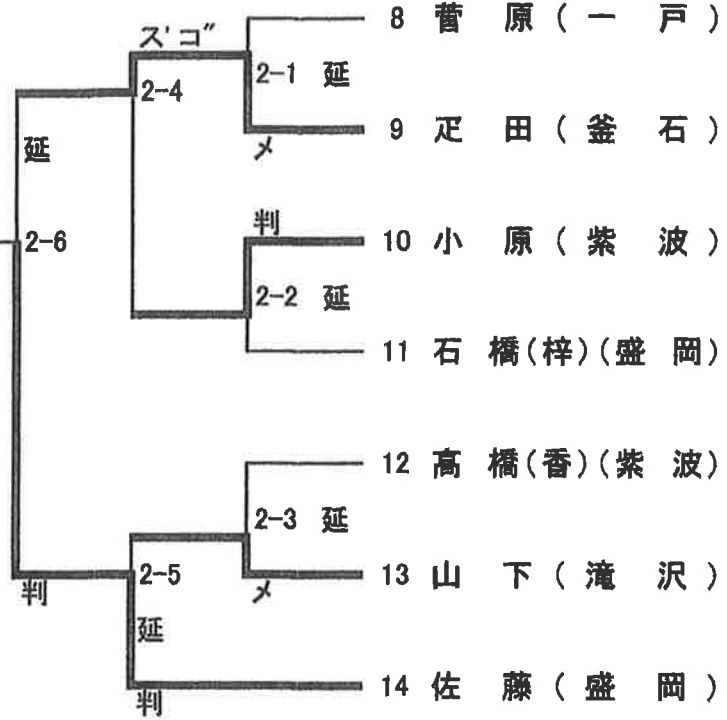 8 菅 原 ( 一 戸 )
ス' コ"
2-1 延
2-4
9 疋 田 ( 釜 石 )
延
メ
判
10 小 原 ( 紫 波 )
2-6
2-2 延
11 石 橋(梓)(盛 岡)
12 高 橋(香)(紫 波)
2-3 延
13 山 下 ( 滝 沢 )
2-5
判
メ
延
14 佐 藤 ( 盛 岡 )
判